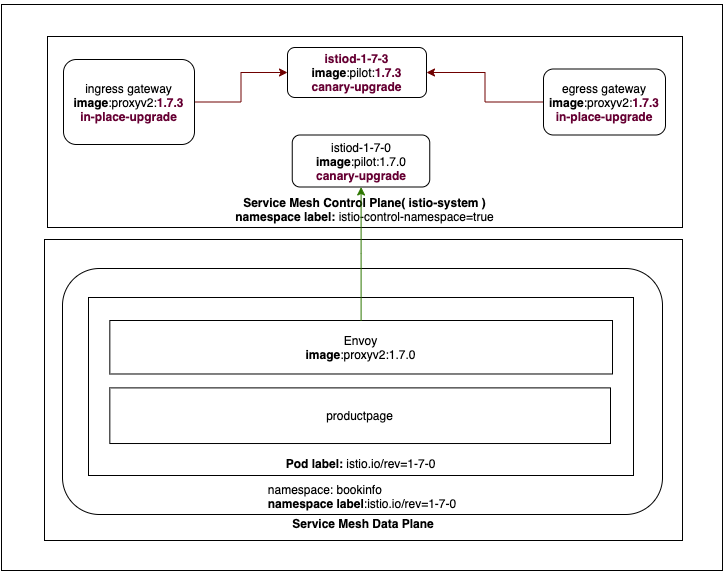 istiod-1-7-3
image:pilot:1.7.3
canary-upgrade
ingress gateway
image:proxyv2:1.7.3
in-place-upgrade
egress gateway
image:proxyv2:1.7.3
in-place-upgrade
istiod-1-7-0
image:pilot:1.7.0
canary-upgrade
Service Mesh Control Plane( istio-system )
namespace label: istio-control-namespace=true
Envoy
image:proxyv2:1.7.0
productpage
Pod label: istio.io/rev=1-7-0
namespace: bookinfo
namespace label:istio.io/rev=1-7-0
Service Mesh Data Plane